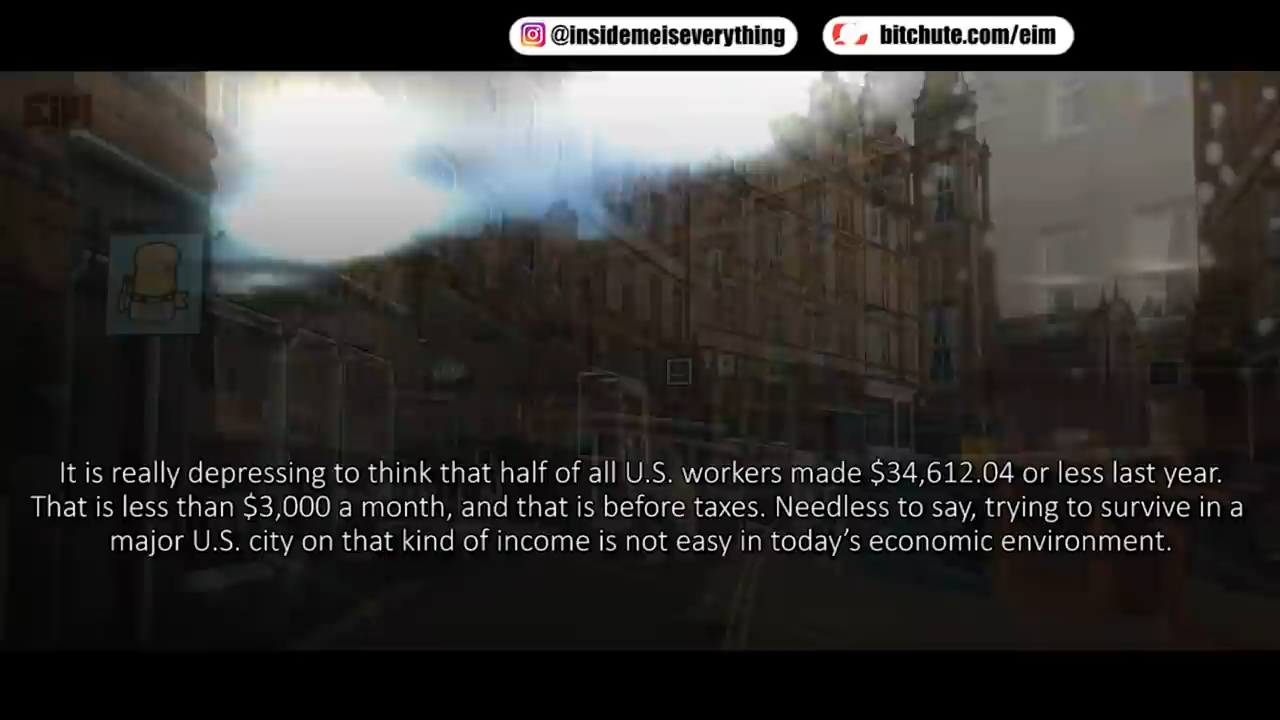 @insidemeiseverything
bitchute.com/eim
It is really depressing to think that half of all U.S. workers made $34,612.04 or less last year.
That is less than $3,000 a month, and that is before taxes. Needless to say, trying to survive in a
major U.S. city on that kind of income is not easy in today’s economic environment.